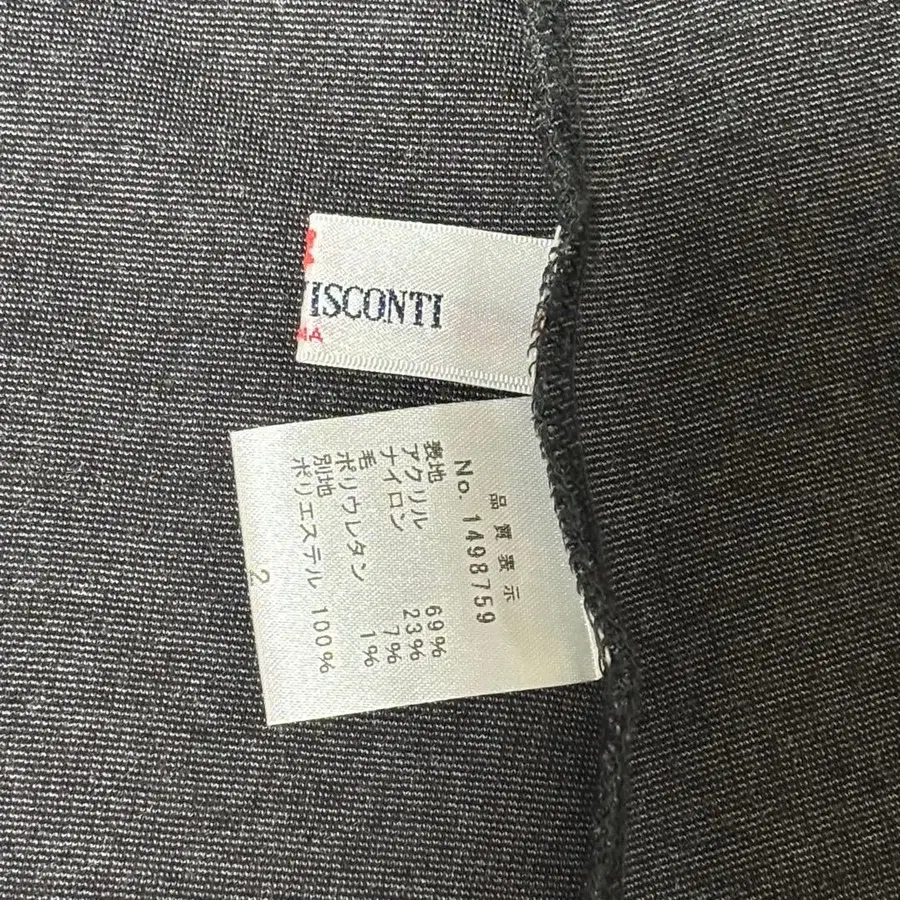 VISCONTI
品質表示
No. 1498759
表地
アクリル 69%
ナイロン 23%
毛 7%
ポリウレタン 1%
別地
ポリエステル 100%
2